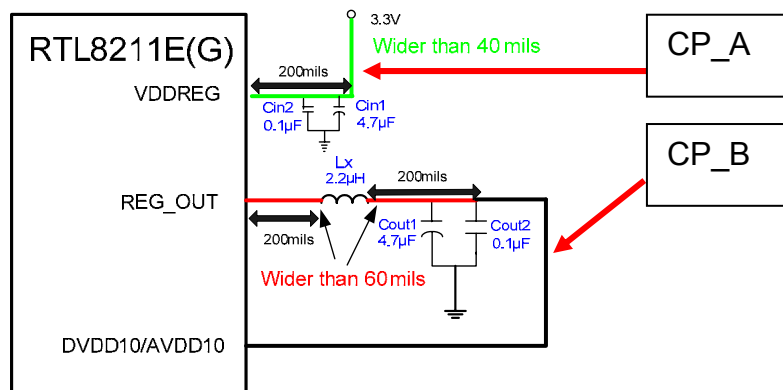 RTL8211E(G)
3.3V
Wider than 40 mils
CP_A
200mils
VDDREG
Cin2
0.1µF
Cin1
4.7µF
CP_B
Lx
2.2µH
200mils
REG_OUT
200mils
Cout1
4.7µF
Cout2
0.1µF
Wider than 60 mils
DVDD10/AVDD10